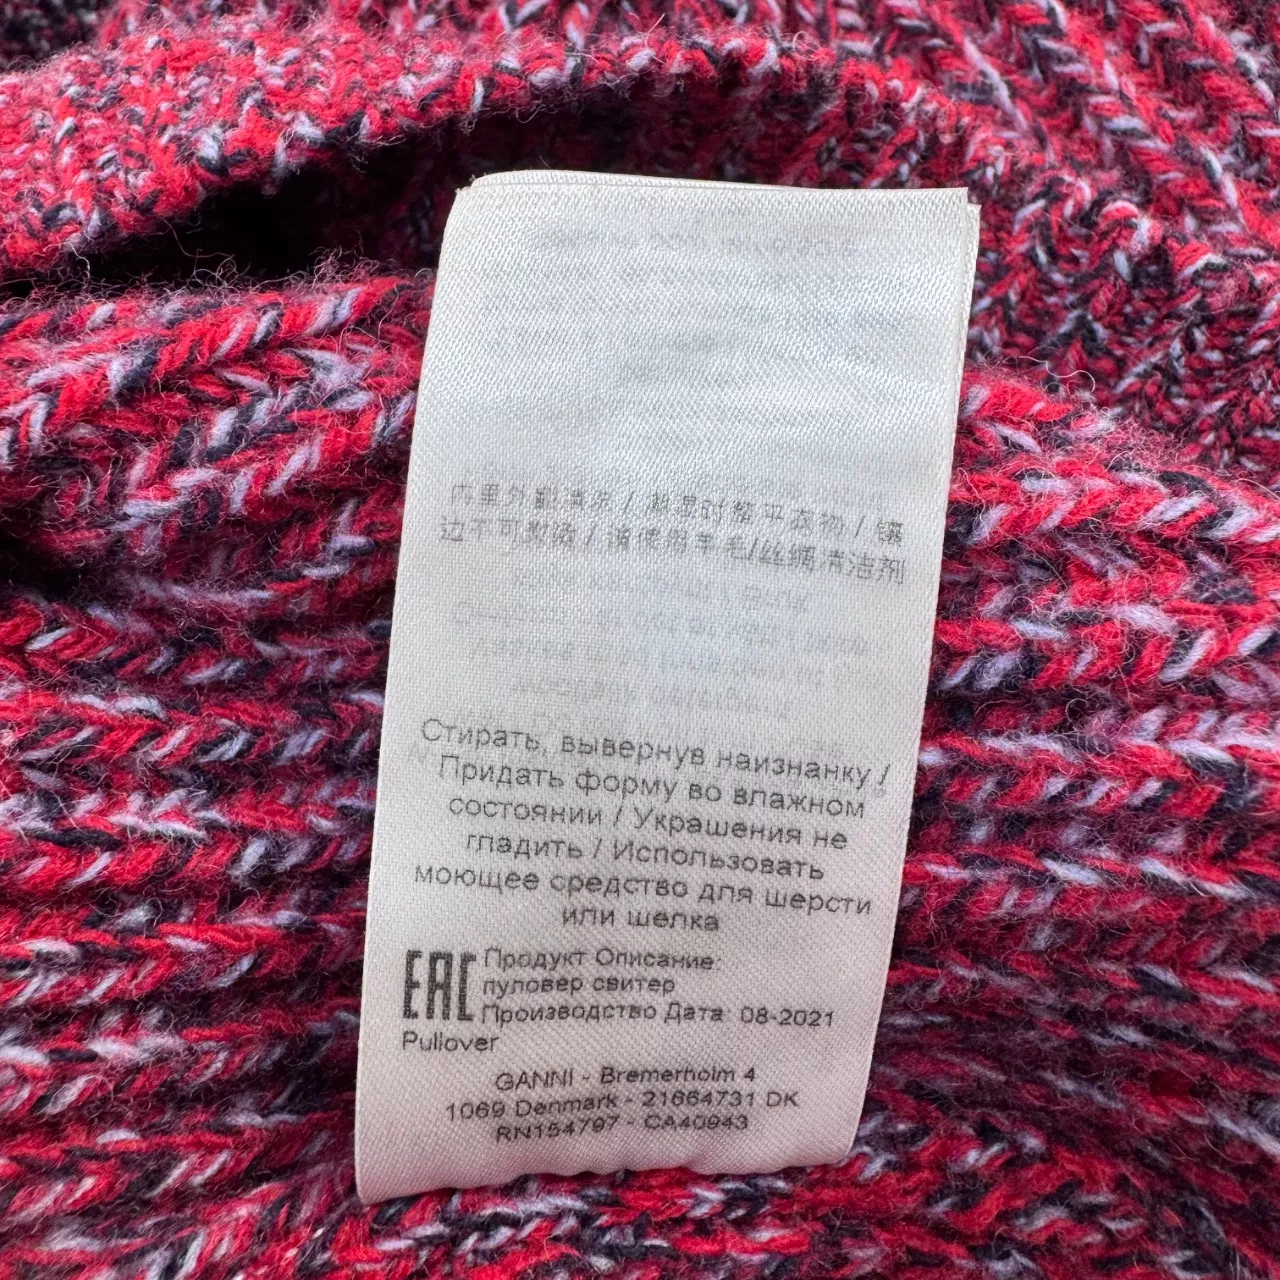 内里外翻清洗 / 潮湿时整平衣物 / 镶
边不可熨烫 / 请使用羊毛/丝绸清洁剂
Стирать, вывернув наизнанку /
Придать форму во влажном
состоянии / Украшения не
гладить / Использовать
моющее средство для шерсти
или шелка
EAC Продукт Описание:
пуловер свитер
Производство Дата: 08-2021
Pullover
GANNI - Bremerholm 4
1069 Denmark - 21664731 DK
RN154797 - CA40943